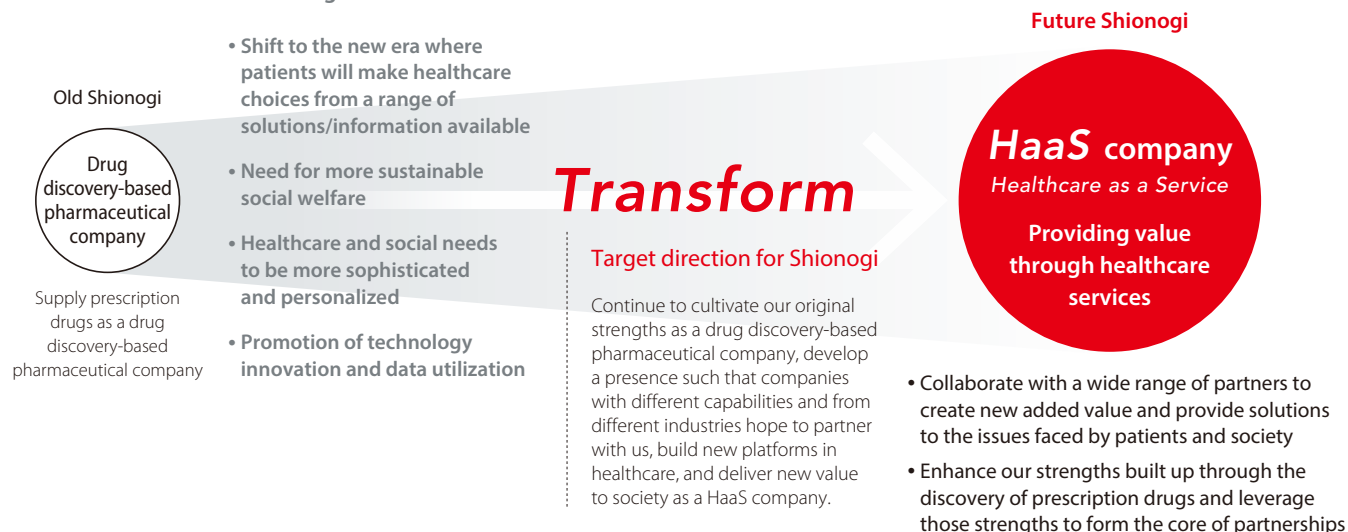 Old Shionogi
Drug
discovery-based
pharmaceutical
company
Supply prescription
drugs as a drug
discovery-based
pharmaceutical company
• Shift to the new era where
patients will make healthcare
choices from a range of
solutions/information available
• Need for more sustainable
social welfare
• Healthcare and social needs
to be more sophisticated
and personalized
• Promotion of technology
innovation and data utilization
Transform
Target direction for Shionogi
Continue to cultivate our original
strengths as a drug discovery-based
pharmaceutical company, develop
a presence such that companies
with different capabilities and from
different industries hope to partner
with us, build new platforms in
healthcare, and deliver new value
to society as a HaaS company.
Future Shionogi
HaaS company
Healthcare as a Service
Providing value
through healthcare
services
• Collaborate with a wide range of partners to
create new added value and provide solutions
to the issues faced by patients and society
• Enhance our strengths built up through the
discovery of prescription drugs and leverage
those strengths to form the core of partnerships